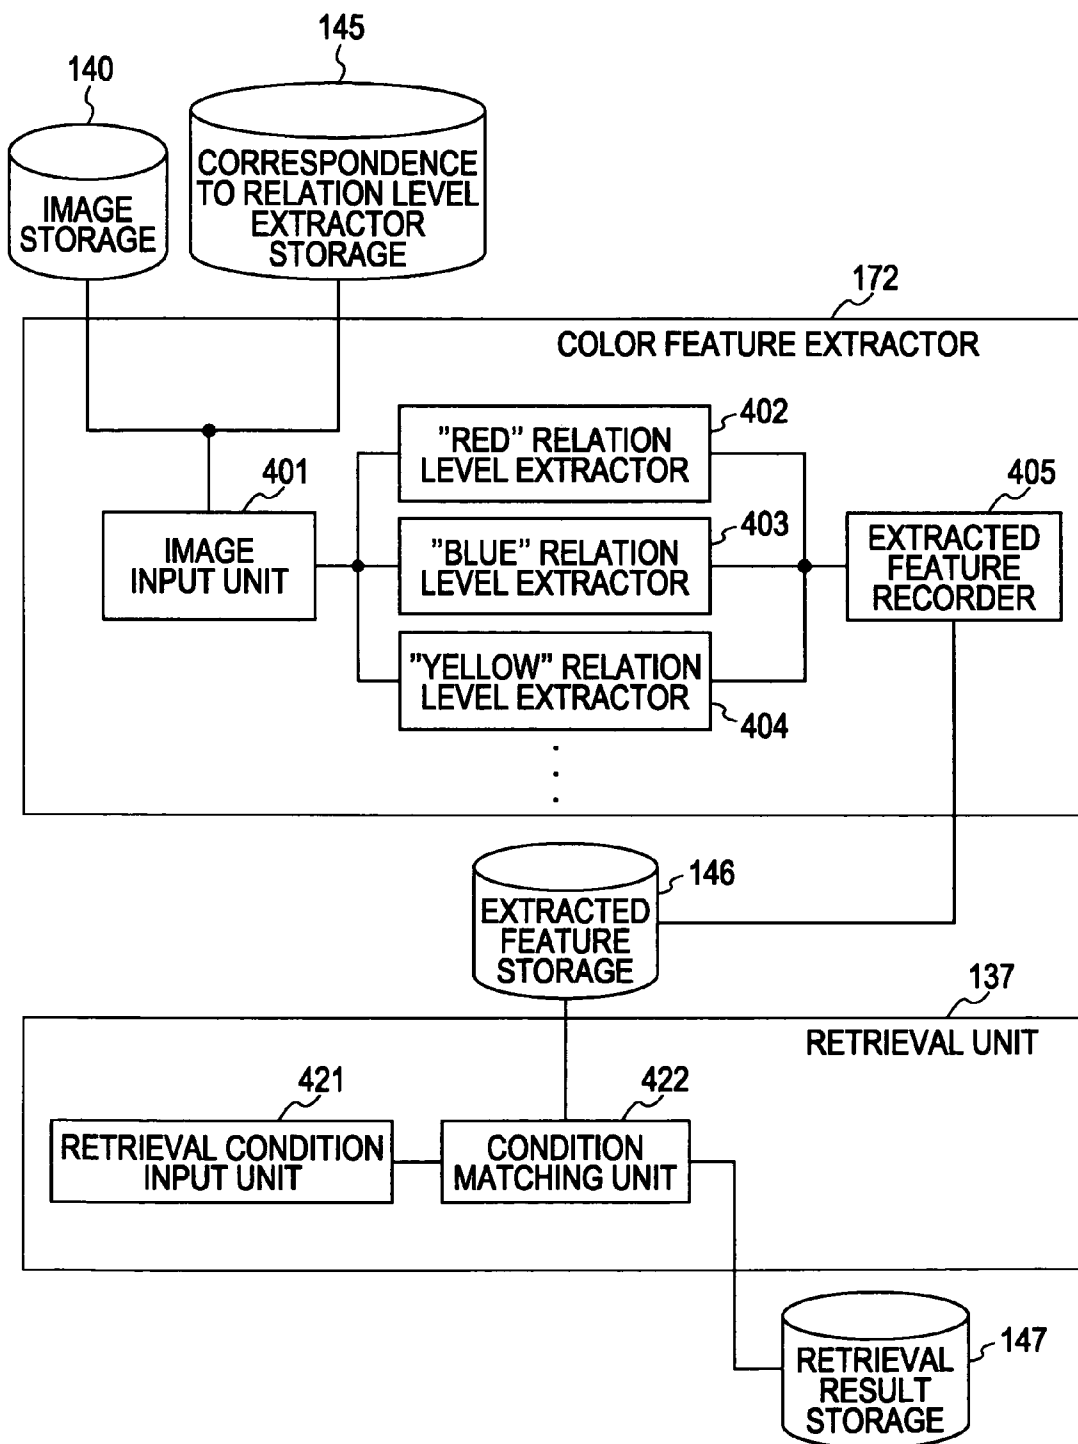 145
140
CORRESPONDENCE
TO RELATION LEVEL
EXTRACTOR
STORAGE
IMAGE
STORAGE
172
COLOR FEATURE EXTRACTOR
402
"RED" RELATION
LEVEL EXTRACTOR
401
IMAGE
INPUT UNIT
403
"BLUE" RELATION
LEVEL EXTRACTOR
405
EXTRACTED
FEATURE
RECORDER
"YELLOW" RELATION
LEVEL EXTRACTOR
404
146
EXTRACTED
FEATURE
STORAGE
137
RETRIEVAL UNIT
421
RETRIEVAL CONDITION
INPUT UNIT
422
CONDITION
MATCHING UNIT
147
RETRIEVAL
RESULT
STORAGE